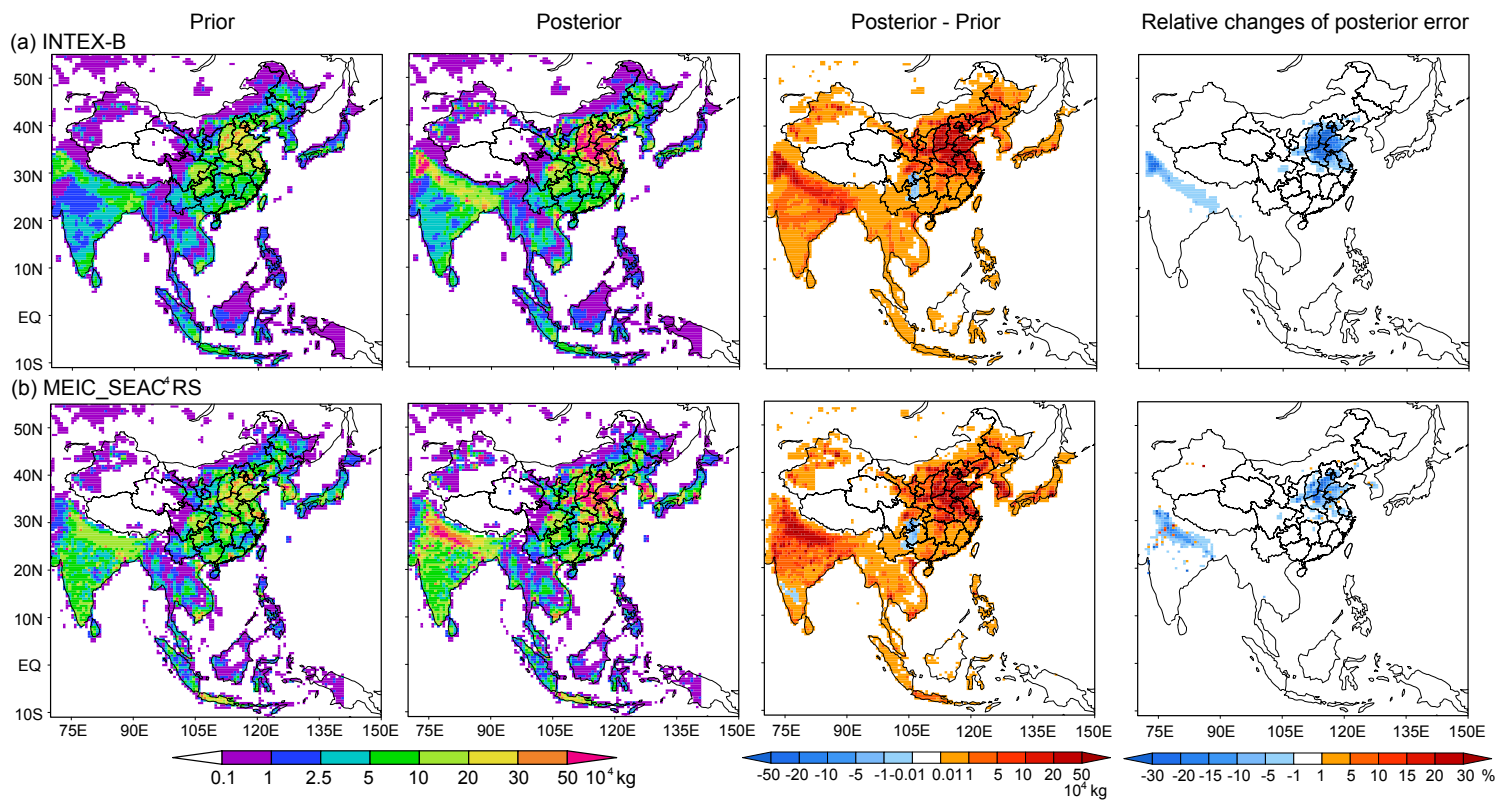 Prior Posterior Posterior - Prior Relative changes of posterior error
(a) INTEX-B
50N
40N
30N
20N
10N
EQ
10S
(b) MEIC_SEAC⁴RS
50N
40N
30N
20N
10N
EQ
10S
75E 90E 105E 120E 135E 150E 75E 90E 105E 120E 135E 150E 75E 90E 105E 120E 135E 150E 75E 90E 105E 120E 135E 150E
0.1 1 2.5 5 10 20 30 50 10⁴ kg
-50 -20 -10 -5 -1 -0.01 0.01 1 5 10 20 50
10⁴ kg
-30 -20 -15 -5 -1 1 5 10 15 20 30 %